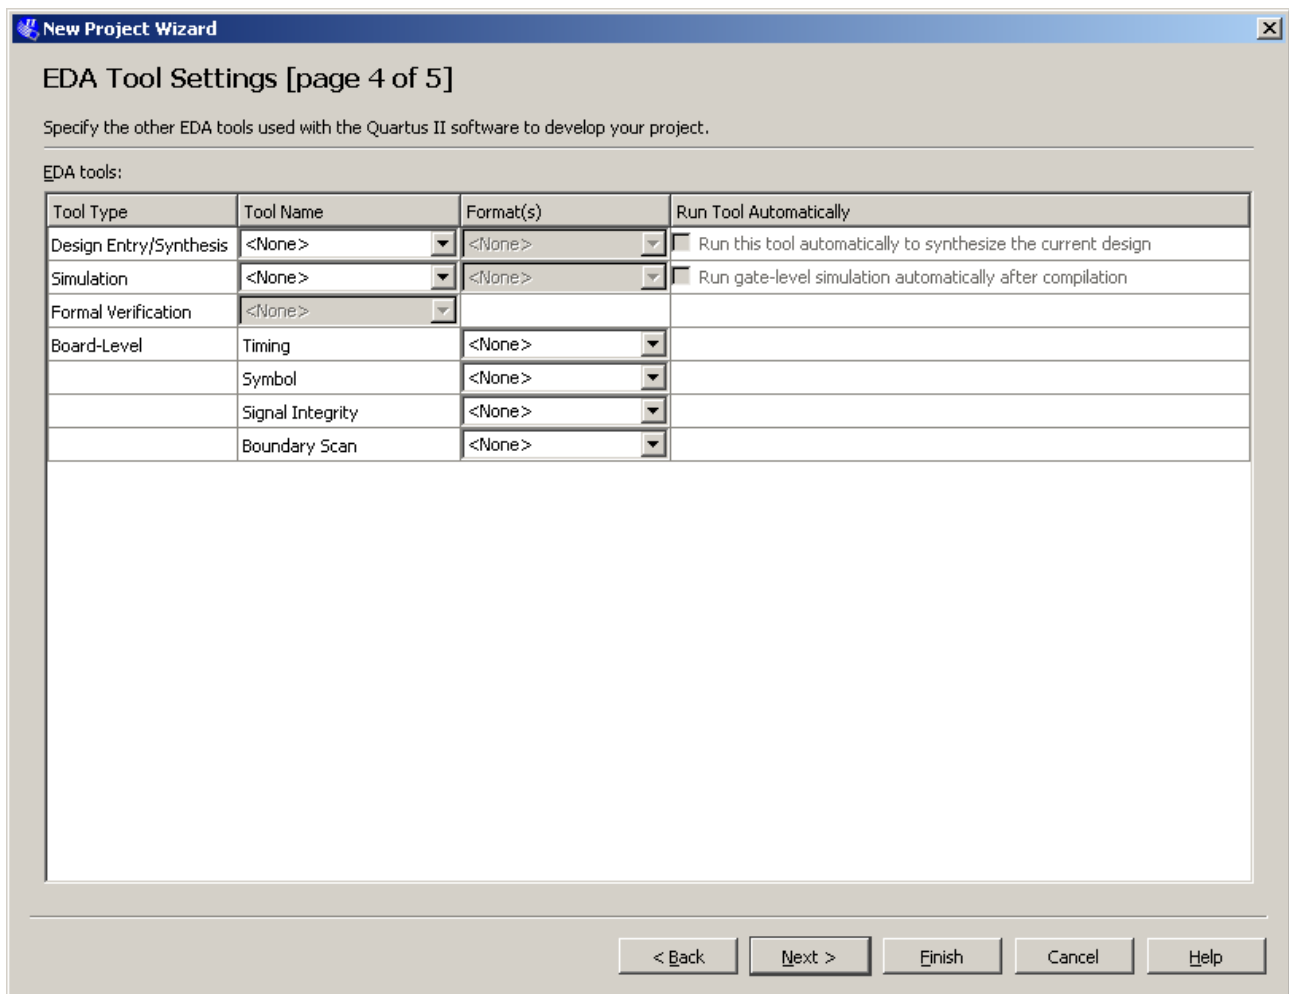 New Project Wizard
EDA Tool Settings [page 4 of 5]
Specify the other EDA tools used with the Quartus II software to develop your project.
EDA tools:
Tool Type Tool Name Format(s) Run Tool Automatically
Design Entry/Synthesis <None> <None> Run this tool automatically to synthesize the current design
Simulation <None> <None> Run gate-level simulation automatically after compilation
Formal Verification <None>
Board-Level Timing <None>
Symbol <None>
Signal Integrity <None>
Boundary Scan <None>
< Back Next > Finish Cancel Help